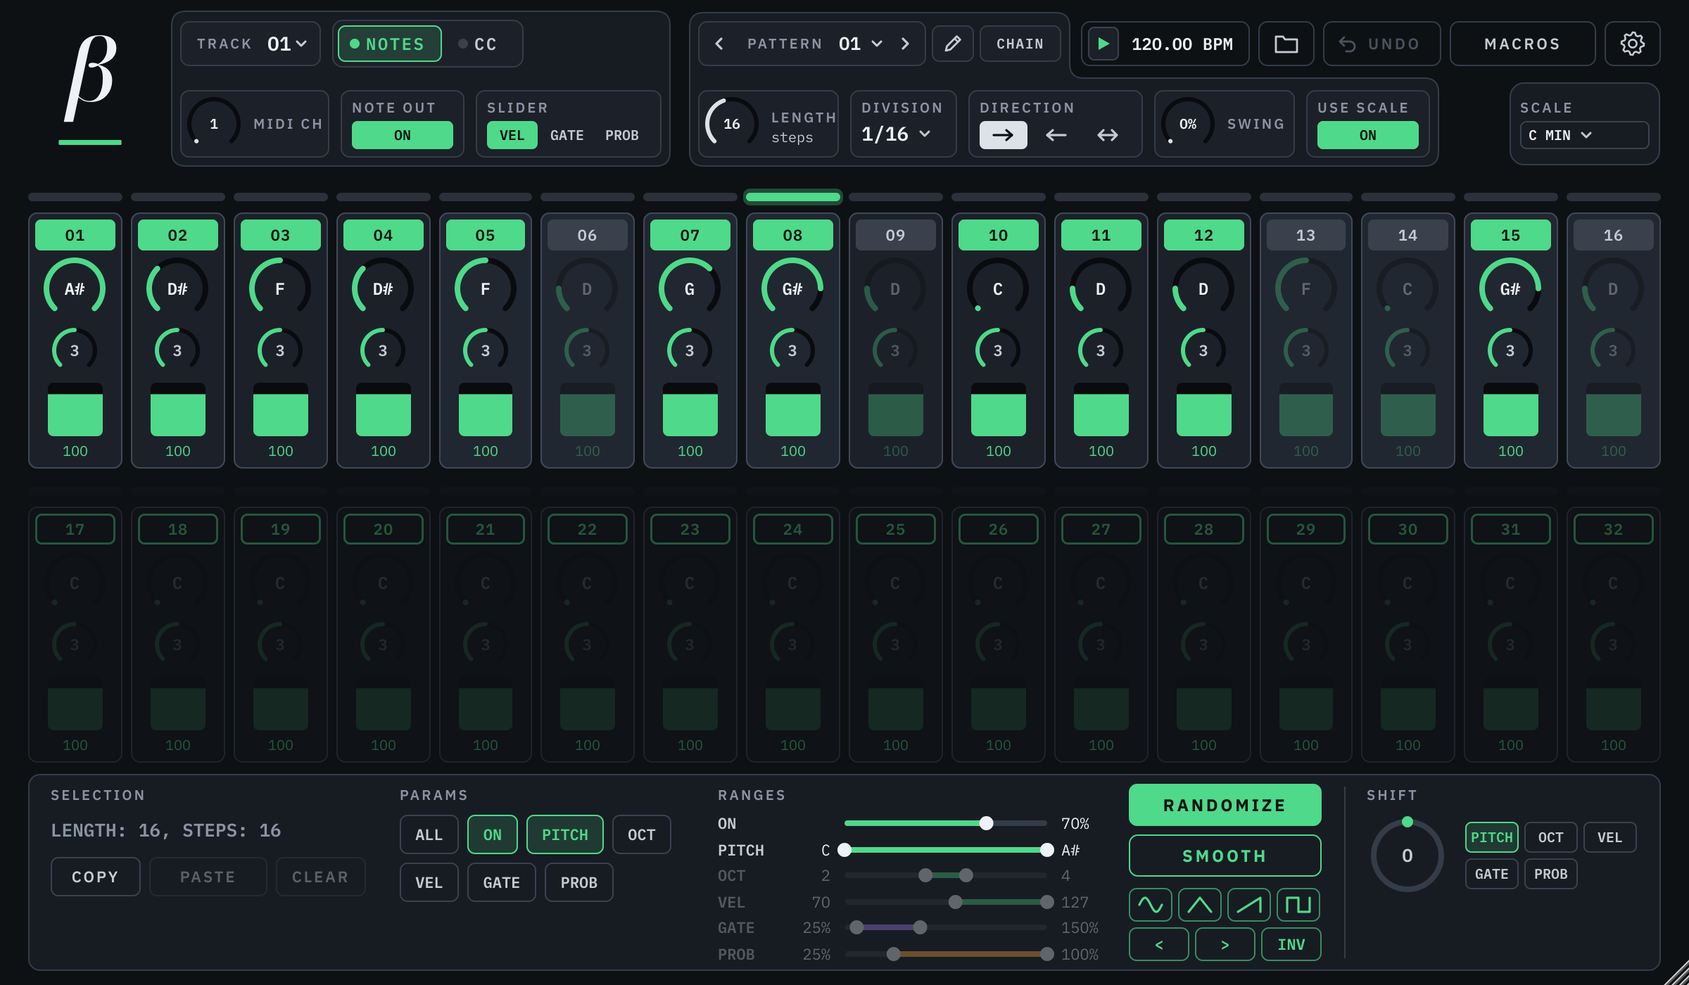 β
TRACK 01 NOTES CC
PATTERN 01 CHAIN 120.00 BPM UNDO MACROS
1 MIDI CH
NOTE OUT
ON
SLIDER
VEL GATE PROB
16 LENGTH
steps
DIVISION
1/16
DIRECTION
0% SWING
USE SCALE
ON
SCALE
C MIN
01 02 03 04 05 06 07 08 09 10 11 12 13 14 15 16
A# D# F D# F D G G# D C D D F C G# D
3 3 3 3 3 3 3 3 3 3 3 3 3 3 3 3
100 100 100 100 100 100 100 100 100 100 100 100 100 100 100 100
17 18 19 20 21 22 23 24 25 26 27 28 29 30 31 32
C C C C C C C C C C C C C C C C
3 3 3 3 3 3 3 3 3 3 3 3 3 3 3 3
100 100 100 100 100 100 100 100 100 100 100 100 100 100 100 100
SELECTION
LENGTH: 16, STEPS: 16
COPY PASTE CLEAR
PARAMS
ALL ON PITCH OCT
VEL GATE PROB
RANGES
ON 70%
PITCH C A#
OCT 2 4
VEL 70 127
GATE 25% 150%
PROB 25% 100%
RANDOMIZE
SMOOTH
< > INV
SHIFT
0
PITCH OCT VEL
GATE PROB